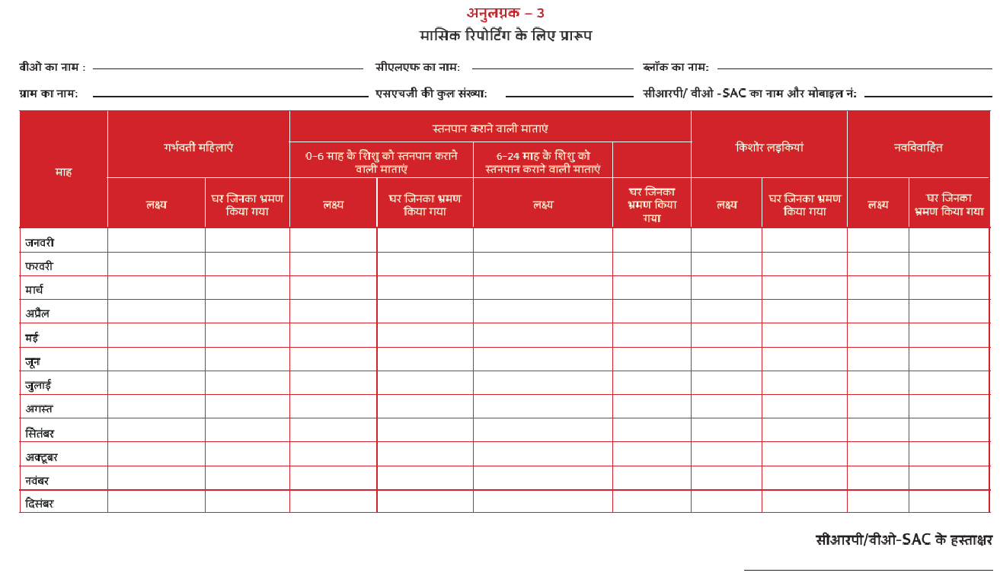 अनुलग्नक – 3
मासिक रिपोर्टिंग के लिए प्रारूप
वीओ का नाम : सीएलएफ का नाम: ब्लॉक का नाम:
ग्राम का नाम: एसएचजी की कुल संख्या: सीआरपी/ वीओ -SAC का नाम और मोबाइल नं:
माह
गर्भवती महिलाएं
स्तनपान कराने वाली माताएं
किशोर लड़कियां
नवविवाहित
0-6 माह के शिशु को स्तनपान कराने
वाली माताएं
6-24 माह के शिशु को
स्तनपान कराने वाली माताएं
लक्ष्य
घर जिनका भ्रमण
किया गया
लक्ष्य
घर जिनका भ्रमण
किया गया
लक्ष्य
घर जिनका
भ्रमण किया
गया
लक्ष्य
घर जिनका भ्रमण
किया गया
लक्ष्य
घर जिनका
भ्रमण किया गया
जनवरी
फरवरी
मार्च
अप्रैल
मई
जून
जुलाई
अगस्त
सितंबर
अक्टूबर
नवंबर
दिसंबर
सीआरपी/वीओ-SAC के हस्ताक्षर